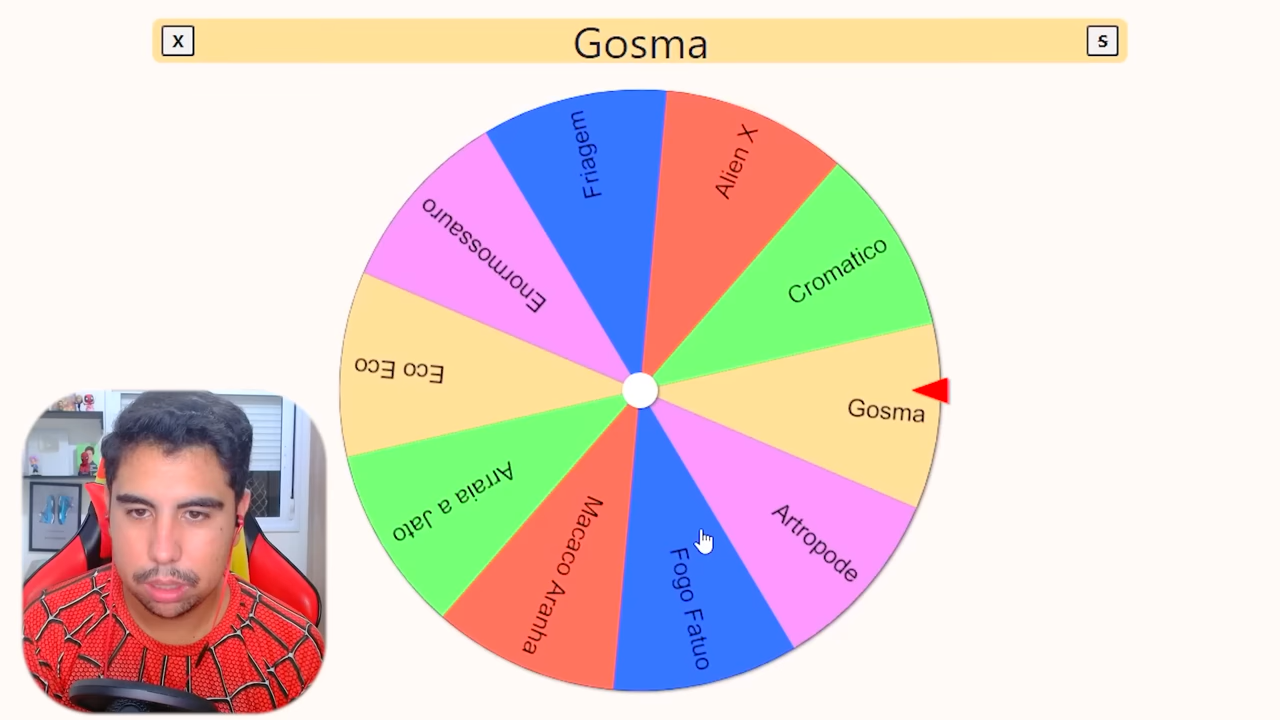 X
Gosma
S
Friagem
Alien X
Cromatico
Gosma
Artropode
Fogo Fatuo
Macaco Aranha
Arraia a Jato
Eco Eco
Enormossauro